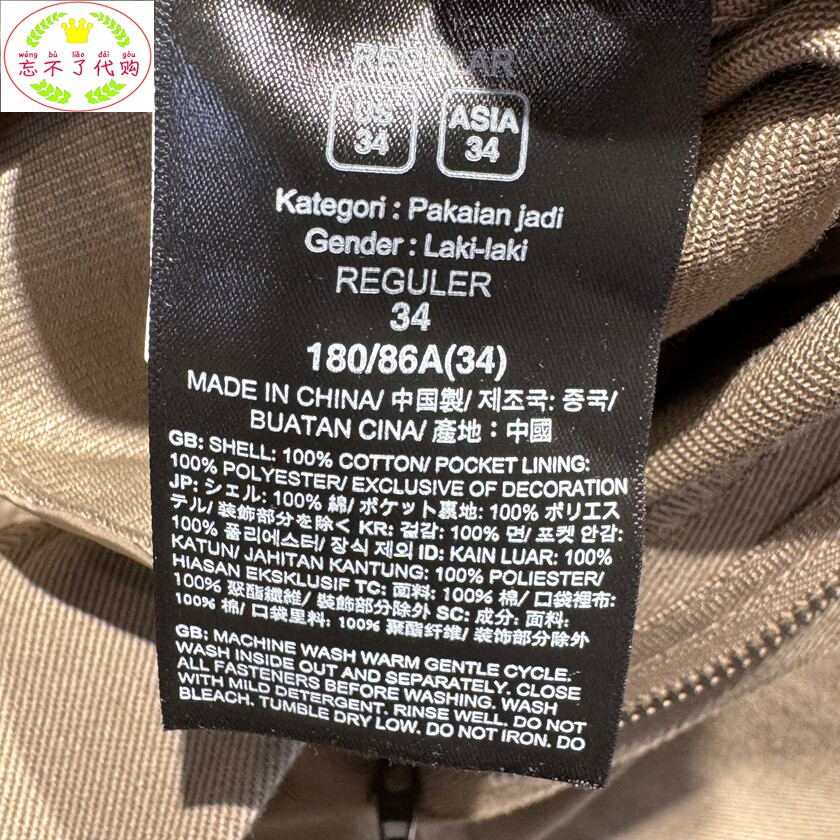 wàng bù liǎo dài gòu
忘不了代购
REGULAR
US
34
ASIA
34
Kategori : Pakaian jadi
Gender : Laki-laki
REGULER
34
180/86A(34)
MADE IN CHINA/ 中国製/ 제조국: 중국/
BUATAN CINA/ 產地：中國
GB: SHELL: 100% COTTON/ POCKET LINING:
100% POLYESTER/ EXCLUSIVE OF DECORATION
JP: シェル: 100% 綿/ ポケット裏地: 100% ポリエス
テル/ 装飾部分を除く KR: 겉감: 100% 면/ 포켓 안감:
100% 폴리에스터/ 장식 제외 ID: KAIN LUAR: 100%
KATUN/ JAHITAN KANTUNG: 100% POLIESTER/
HIASAN EKSKLUSIF TC: 面料: 100% 棉/ 口袋裡布:
100% 聚酯纖維/ 裝飾部分除外 SC: 成分: 面料:
100% 棉/ 口袋里料: 100% 聚酯纤维/ 装饰部分除外
GB: MACHINE WASH WARM GENTLE CYCLE.
WASH INSIDE OUT AND SEPARATELY. CLOSE
ALL FASTENERS BEFORE WASHING. WASH
WITH MILD DETERGENT. RINSE WELL. DO NOT
BLEACH. TUMBLE DRY LOW. DO NOT IRON. DO